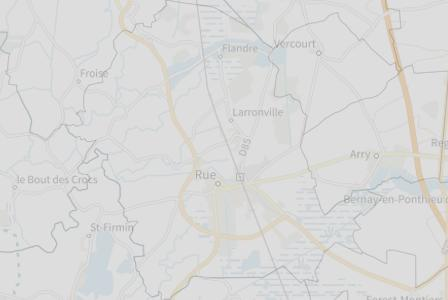 Flandre
Vercourt
Froise
Larronville
D85
Arry
Rue
le Bout des Crocs
Bernay-en-Ponthieu
St-Firmin